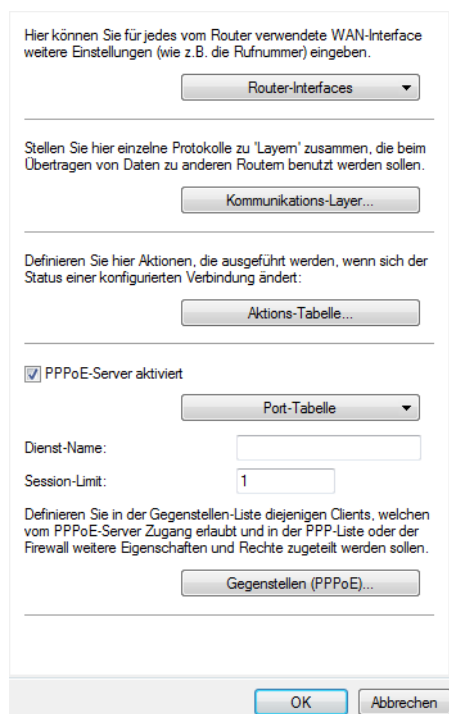 Hier können Sie für jedes vom Router verwendete WAN-Interface
weitere Einstellungen (wie z.B. die Rufnummer) eingeben.
Router-Interfaces
Stellen Sie hier einzelne Protokolle zu 'Layern' zusammen, die beim
Übertragen von Daten zu anderen Routern benutzt werden sollen.
Kommunikations-Layer...
Definieren Sie hier Aktionen, die ausgeführt werden, wenn sich der
Status einer konfigurierten Verbindung ändert:
Aktions-Tabelle...
PPPoE-Server aktiviert
Port-Tabelle
Dienst-Name:
Session-Limit: 1
Definieren Sie in der Gegenstellen-Liste diejenigen Clients, welchen
vom PPPoE-Server Zugang erlaubt und in der PPP-Liste oder der
Firewall weitere Eigenschaften und Rechte zugeteilt werden sollen.
Gegenstellen (PPPoE)...
OK Abbrechen